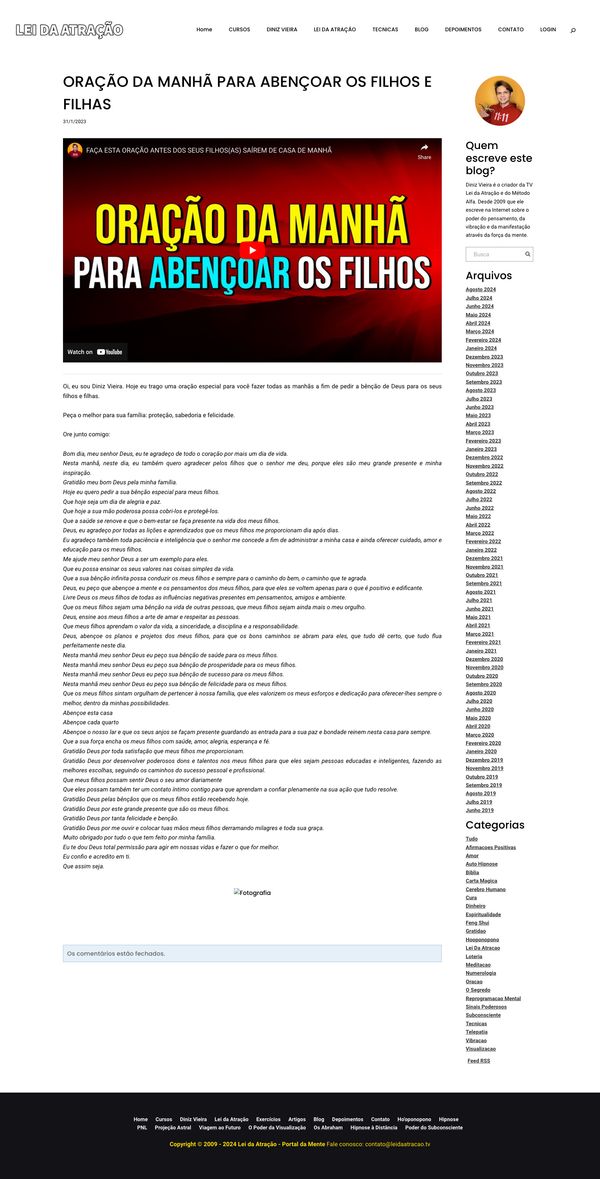 LEI DA ATRAÇÃO
Home CURSOS DINIZ VIEIRA LEI DA ATRAÇÃO TECNICAS BLOG DEPOIMENTOS CONTATO LOGIN
ORAÇÃO DA MANHÃ PARA ABENÇOAR OS FILHOS E
FILHAS
31/1/2023
FAÇA ESTA ORAÇÃO ANTES DOS SEUS FILHOS(AS) SAÍREM DE CASA DE MANHÃ
Share
ORAÇÃO DA MANHÃ
PARA ABENÇOAR OS FILHOS
Watch on YouTube
Oi, eu sou Diniz Vieira. Hoje eu trago uma oração especial para você fazer todas as manhãs a fim de pedir a bênção de Deus para os seus
filhos e filhas.
Peça o melhor para sua família: proteção, sabedoria e felicidade.
Ore junto comigo:
Bom dia, meu senhor Deus, eu te agradeço de todo o coração por mais um dia de vida.
Nesta manhã, neste dia, eu também quero agradecer pelos filhos que o senhor me deu, porque eles são meu grande presente e minha
inspiração.
Gratidão meu bom Deus pela minha família.
Hoje eu quero pedir a sua bênção especial para meus filhos.
Que hoje seja um dia de alegria e paz.
Que hoje a sua mão poderosa possa cobri-los e protegê-los.
Que a saúde se renove e que o bem-estar se faça presente na vida dos meus filhos.
Deus, eu agradeço por todas as lições e aprendizados que os meus filhos me proporcionam dia após dias.
Eu agradeço também toda paciência e inteligência que o senhor me concede a fim de administrar a minha casa e ainda oferecer cuidado, amor e
educação para os meus filhos.
Me ajude meu senhor Deus a ser um exemplo para eles.
Que eu possa ensinar os seus valores nas coisas simples da vida.
Que a sua bênção infinita possa conduzir os meus filhos e sempre para o caminho do bem, o caminho que te agrada.
Deus, eu peço que abençoe a mente e os pensamentos dos meus filhos, para que eles se voltem apenas para o que é positivo e edificante.
Livre Deus os meus filhos de todas as influências negativas presentes em pensamentos, amigos e ambiente.
Que os meus filhos sejam uma bênção na vida de outras pessoas, que meus filhos sejam ainda mais o meu orgulho.
Deus, ensine aos meus filhos a arte de amar e respeitar as pessoas.
Que meus filhos aprendam o valor da vida, a sinceridade, a disciplina e a responsabilidade.
Deus, abençoe os planos e projetos dos meus filhos, para que os bons caminhos se abram para eles, que tudo dê certo, que tudo flua
perfeitamente neste dia.
Nesta manhã meu senhor Deus eu peço sua bênção de saúde para os meus filhos.
Nesta manhã meu senhor Deus eu peço sua bênção de prosperidade para os meus filhos.
Nesta manhã meu senhor Deus eu peço sua bênção de sucesso para os meus filhos.
Nesta manhã meu senhor Deus eu peço sua bênção de felicidade para os meus filhos.
Que os meus filhos sintam orgulham de pertencer à nossa família, que eles valorizem os meus esforços e dedicação para oferecer-lhes sempre o
melhor, dentro da minhas possibilidades.
Abençoe esta casa
Abençoe cada quarto
Abençoe o nosso lar e que os seus anjos se façam presente guardando as entrada para a sua paz e bondade reinem nesta casa para sempre.
Que a sua força encha os meus filhos com saúde, amor, alegria, esperança e fé.
Gratidão Deus por toda satisfação que meus filhos me proporcionam.
Gratidão Deus por desenvolver poderosos dons e talentos nos meus filhos para que eles sejam pessoas educadas e inteligentes, fazendo as
melhores escolhas, seguindo os caminhos do sucesso pessoal e profissional.
Que meus filhos possam sentir Deus o seu amor diariamente
Que eles possam também ter um contato íntimo contigo para que aprendam a confiar plenamente na sua ação que tudo resolve.
Gratidão Deus pelas bênçãos que os meus filhos estão recebendo hoje.
Gratidão Deus por este grande presente que são os meus filhos.
Gratidão Deus por tanta felicidade e benção.
Gratidão Deus por me ouvir e colocar tuas mãos meus filhos derramando milagres e toda sua graça.
Muito obrigado por tudo o que tem feito por minha família.
Eu te dou Deus total permissão para agir em nossas vidas e fazer o que for melhor.
Eu confio e acredito em ti.
Que assim seja.
Fotografia
Os comentários estão fechados.
11:11
Quem
escreve este
blog?
Diniz Vieira é o criador da TV
Lei da Atração e do Método
Alfa. Desde 2009 que ele
escreve na Internet sobre o
poder do pensamento, da
vibração e da manifestação
através da força da mente.
Busca
Arquivos
Agosto 2024
Julho 2024
Junho 2024
Maio 2024
Abril 2024
Março 2024
Fevereiro 2024
Janeiro 2024
Dezembro 2023
Novembro 2023
Outubro 2023
Setembro 2023
Agosto 2023
Julho 2023
Junho 2023
Maio 2023
Abril 2023
Março 2023
Fevereiro 2023
Janeiro 2023
Dezembro 2022
Novembro 2022
Outubro 2022
Setembro 2022
Agosto 2022
Julho 2022
Junho 2022
Maio 2022
Abril 2022
Março 2022
Fevereiro 2022
Janeiro 2022
Dezembro 2021
Novembro 2021
Outubro 2021
Setembro 2021
Agosto 2021
Julho 2021
Junho 2021
Maio 2021
Abril 2021
Março 2021
Fevereiro 2021
Janeiro 2021
Dezembro 2020
Novembro 2020
Outubro 2020
Setembro 2020
Agosto 2020
Julho 2020
Junho 2020
Maio 2020
Abril 2020
Março 2020
Fevereiro 2020
Janeiro 2020
Dezembro 2019
Novembro 2019
Outubro 2019
Setembro 2019
Agosto 2019
Julho 2019
Junho 2019
Categorias
Tudo
Afirmacoes Positivas
Amor
Auto Hipnose
Biblia
Carta Magica
Cerebro Humano
Cura
Dinheiro
Espiritualidade
Feng Shui
Gratidao
Hooponopono
Lei Da Atracao
Loteria
Meditacao
Numerologia
Oracao
O Segredo
Reprogramacao Mental
Sinais Poderosos
Subconsciente
Tecnicas
Telepatia
Vibracao
Visualizacao
Feed RSS
Home Cursos Diniz Vieira Lei da Atração Exercícios Artigos Blog Depoimentos Contato Ho'oponopono Hipnose
PNL Projeção Astral Viagem ao Futuro O Poder da Visualização Os Abraham Hipnose à Distância Poder do Subconsciente
Copyright © 2009 - 2024 Lei da Atração - Portal da Mente Fale conosco: contato@leidaatracao.tv